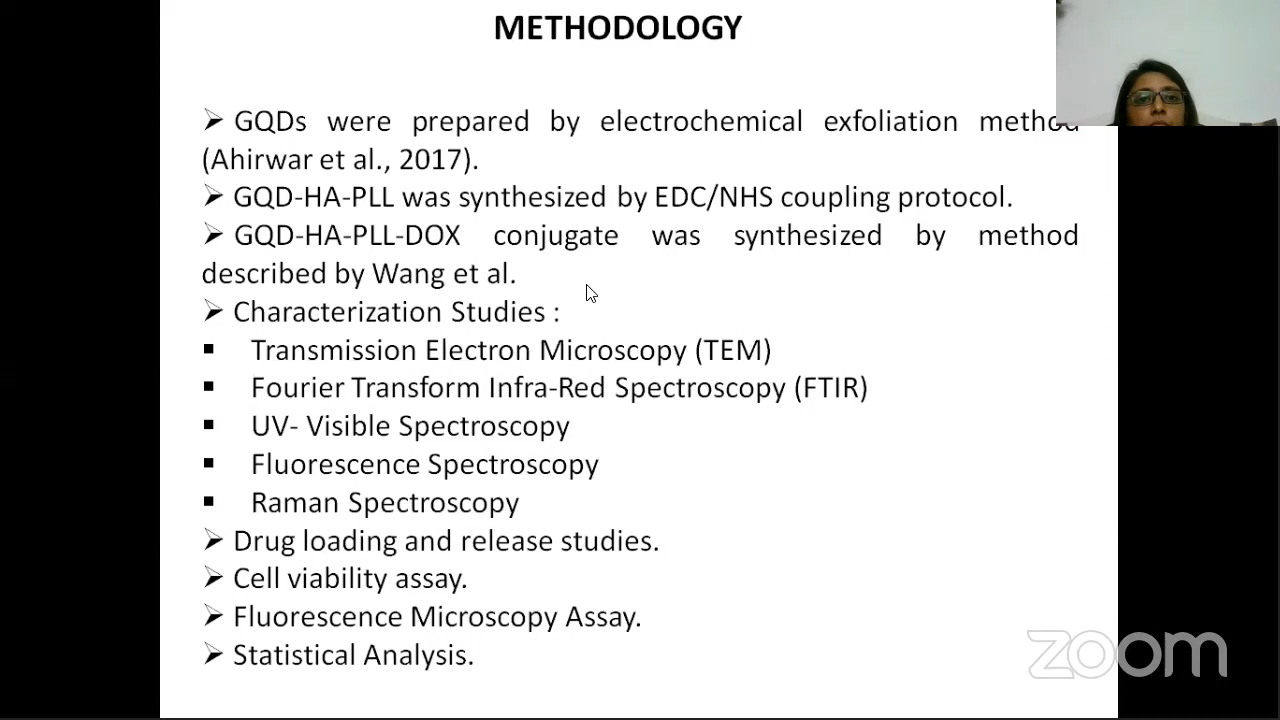 METHODOLOGY
➢ GQDs were prepared by electrochemical exfoliation method
(Ahirwar et al., 2017).
➢ GQD-HA-PLL was synthesized by EDC/NHS coupling protocol.
➢ GQD-HA-PLL-DOX conjugate was synthesized by method
described by Wang et al.
➢ Characterization Studies :
▪ Transmission Electron Microscopy (TEM)
▪ Fourier Transform Infra-Red Spectroscopy (FTIR)
▪ UV- Visible Spectroscopy
▪ Fluorescence Spectroscopy
▪ Raman Spectroscopy
➢ Drug loading and release studies.
➢ Cell viability assay.
➢ Fluorescence Microscopy Assay.
➢ Statistical Analysis.
zoom